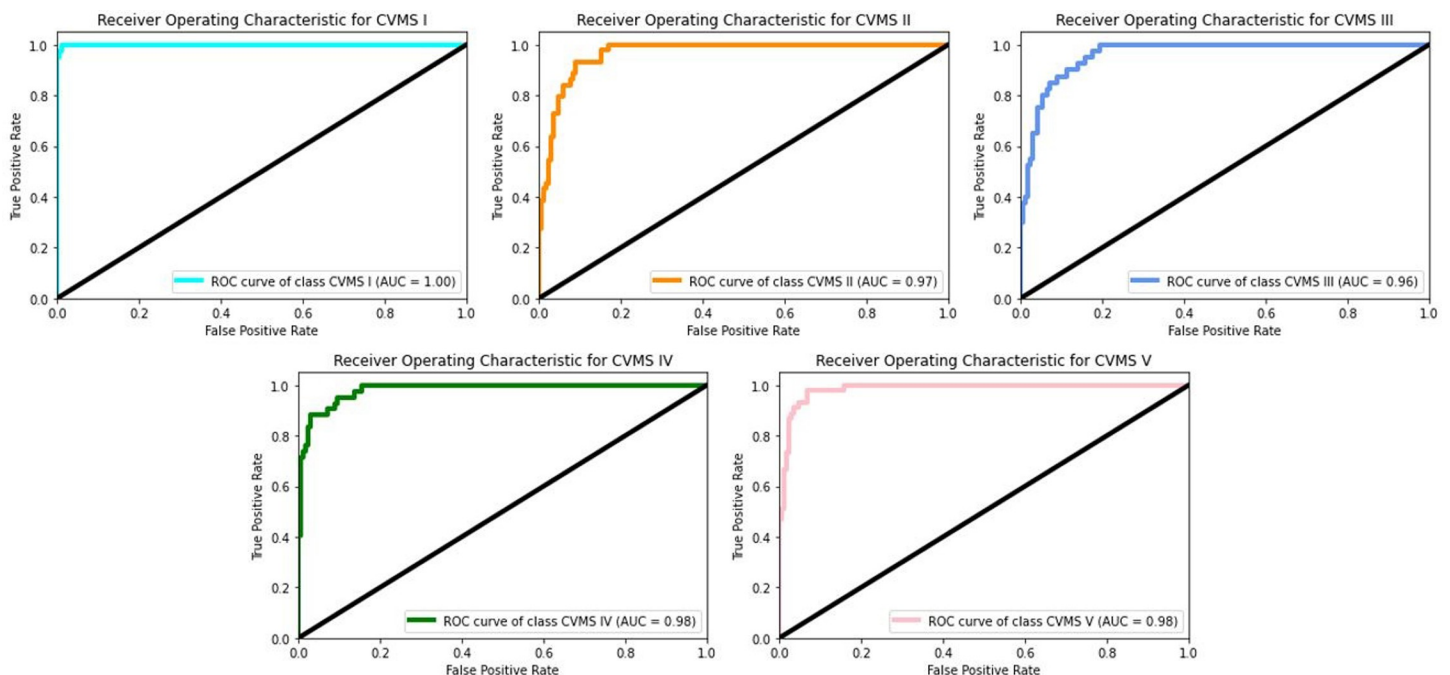 Receiver Operating Characteristic for CVMS I
1.0
0.8
0.6
0.4
0.2
0.0
True Positive Rate
ROC curve of class CVMS I (AUC = 1.00)
0.0 0.2 0.4 0.6 0.8 1.0
False Positive Rate
Receiver Operating Characteristic for CVMS II
1.0
0.8
0.6
0.4
0.2
0.0
True Positive Rate
ROC curve of class CVMS II (AUC = 0.97)
0.0 0.2 0.4 0.6 0.8 1.0
False Positive Rate
Receiver Operating Characteristic for CVMS III
1.0
0.8
0.6
0.4
0.2
0.0
True Positive Rate
ROC curve of class CVMS III (AUC = 0.96)
0.0 0.2 0.4 0.6 0.8 1.0
False Positive Rate
Receiver Operating Characteristic for CVMS IV
1.0
0.8
0.6
0.4
0.2
0.0
True Positive Rate
ROC curve of class CVMS IV (AUC = 0.98)
0.0 0.2 0.4 0.6 0.8 1.0
False Positive Rate
Receiver Operating Characteristic for CVMS V
1.0
0.8
0.6
0.4
0.2
0.0
True Positive Rate
ROC curve of class CVMS V (AUC = 0.98)
0.0 0.2 0.4 0.6 0.8 1.0
False Positive Rate